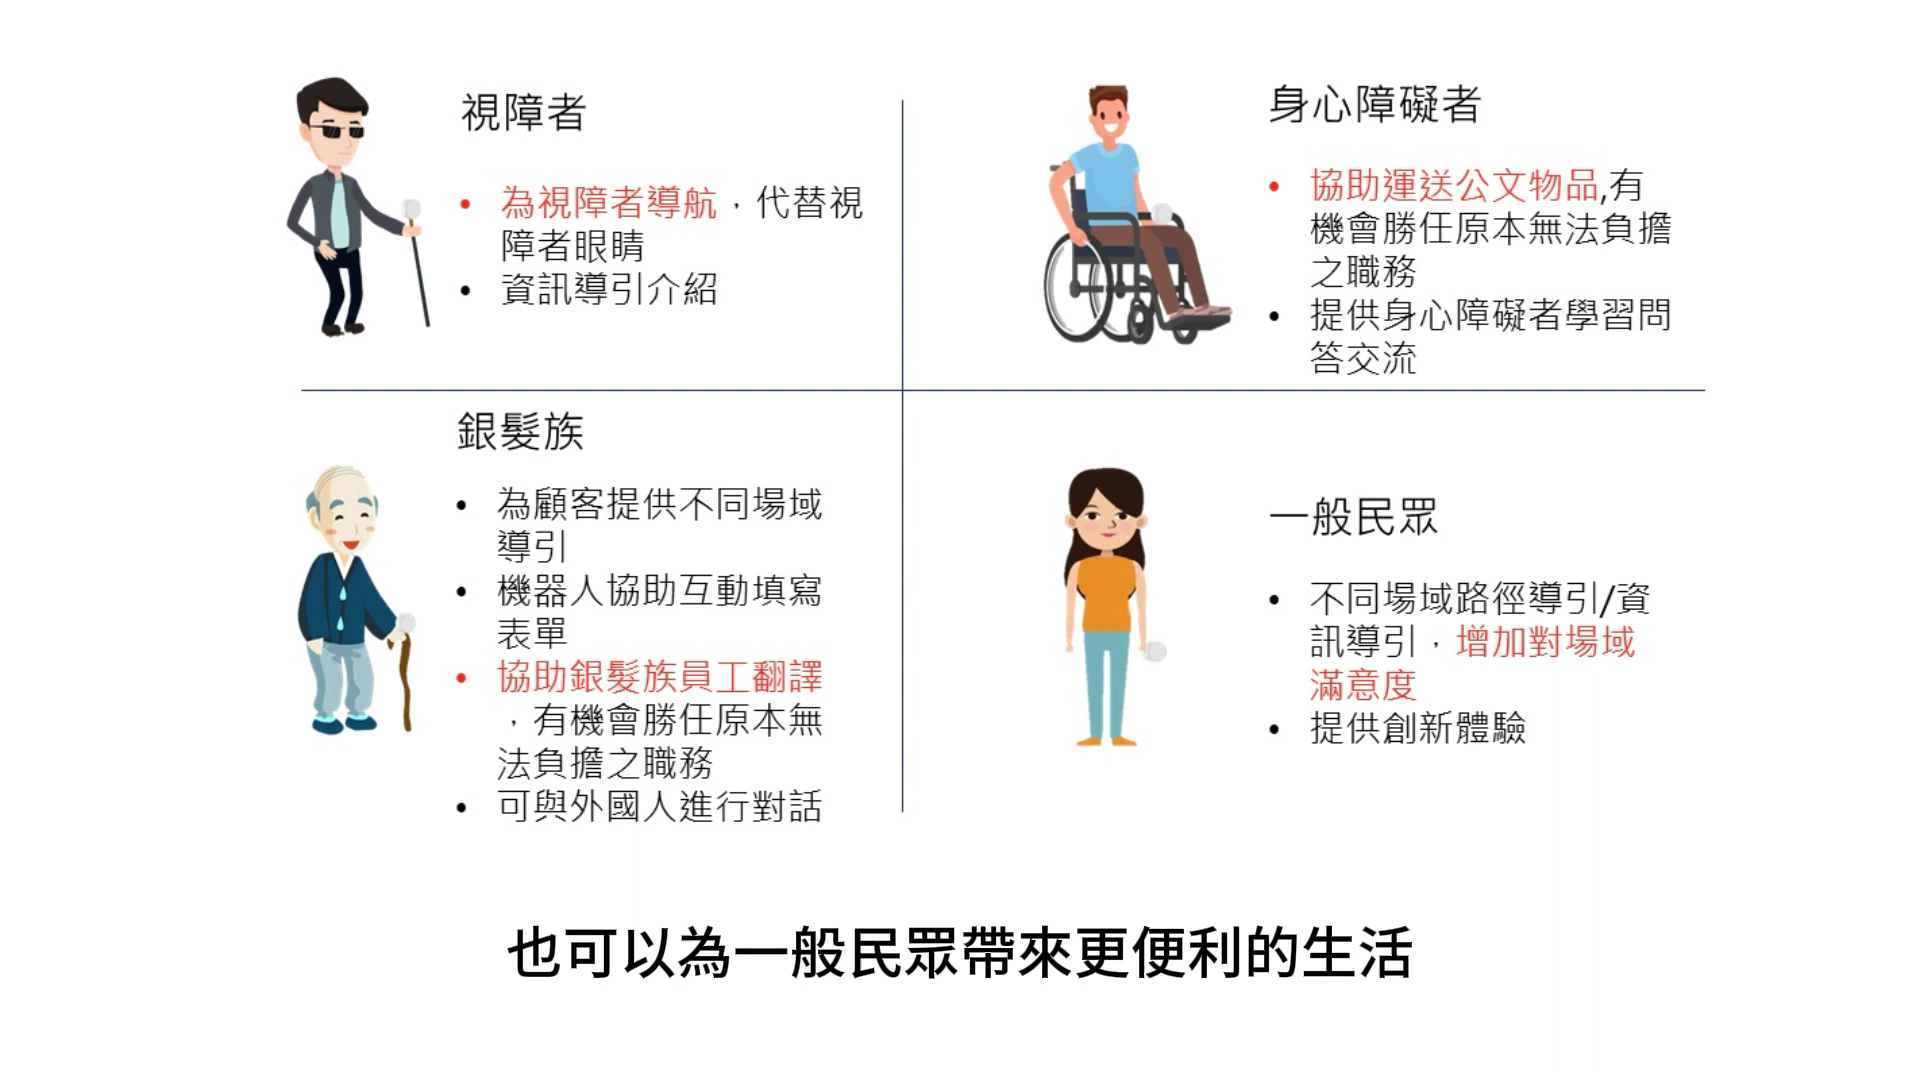 視障者
• 為視障者導航，代替視
障者眼睛
• 資訊導引介紹
身心障礙者
• 協助運送公文物品,有
機會勝任原本無法負擔
之職務
• 提供身心障礙者學習問
答交流
銀髮族
• 為顧客提供不同場域
導引
• 機器人協助互動填寫
表單
• 協助銀髮族員工翻譯
，有機會勝任原本無
法負擔之職務
• 可與外國人進行對話
一般民眾
• 不同場域路徑導引/資
訊導引，增加對場域
滿意度
• 提供創新體驗
也可以為一般民眾帶來更便利的生活